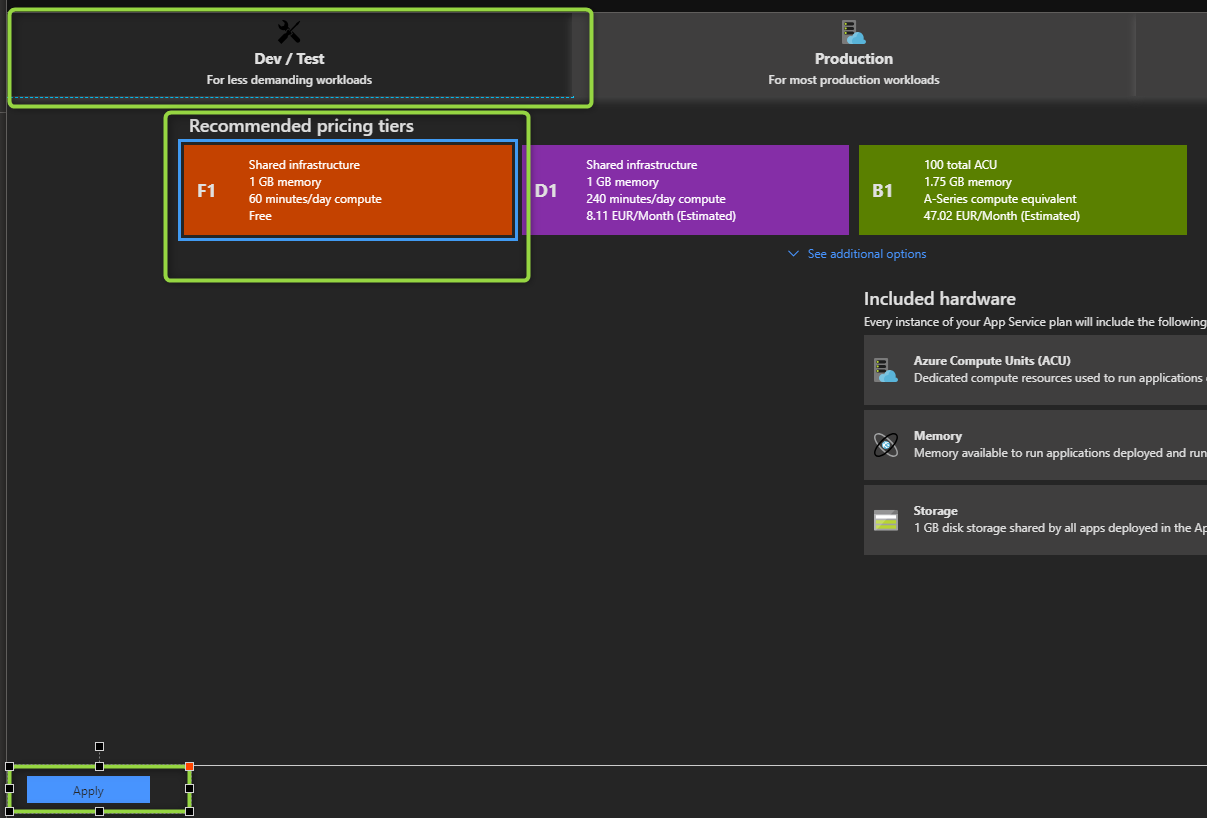 Dev / Test
For less demanding workloads
Production
For most production workloads
Recommended pricing tiers
F1
Shared infrastructure
1 GB memory
60 minutes/day compute
Free
D1
Shared infrastructure
1 GB memory
240 minutes/day compute
8.11 EUR/Month (Estimated)
B1
100 total ACU
1.75 GB memory
A-Series compute equivalent
47.02 EUR/Month (Estimated)
See additional options
Included hardware
Every instance of your App Service plan will include the following
Azure Compute Units (ACU)
Dedicated compute resources used to run applications
Memory
Memory available to run applications deployed and run
Storage
1 GB disk storage shared by all apps deployed in the Ap
Apply